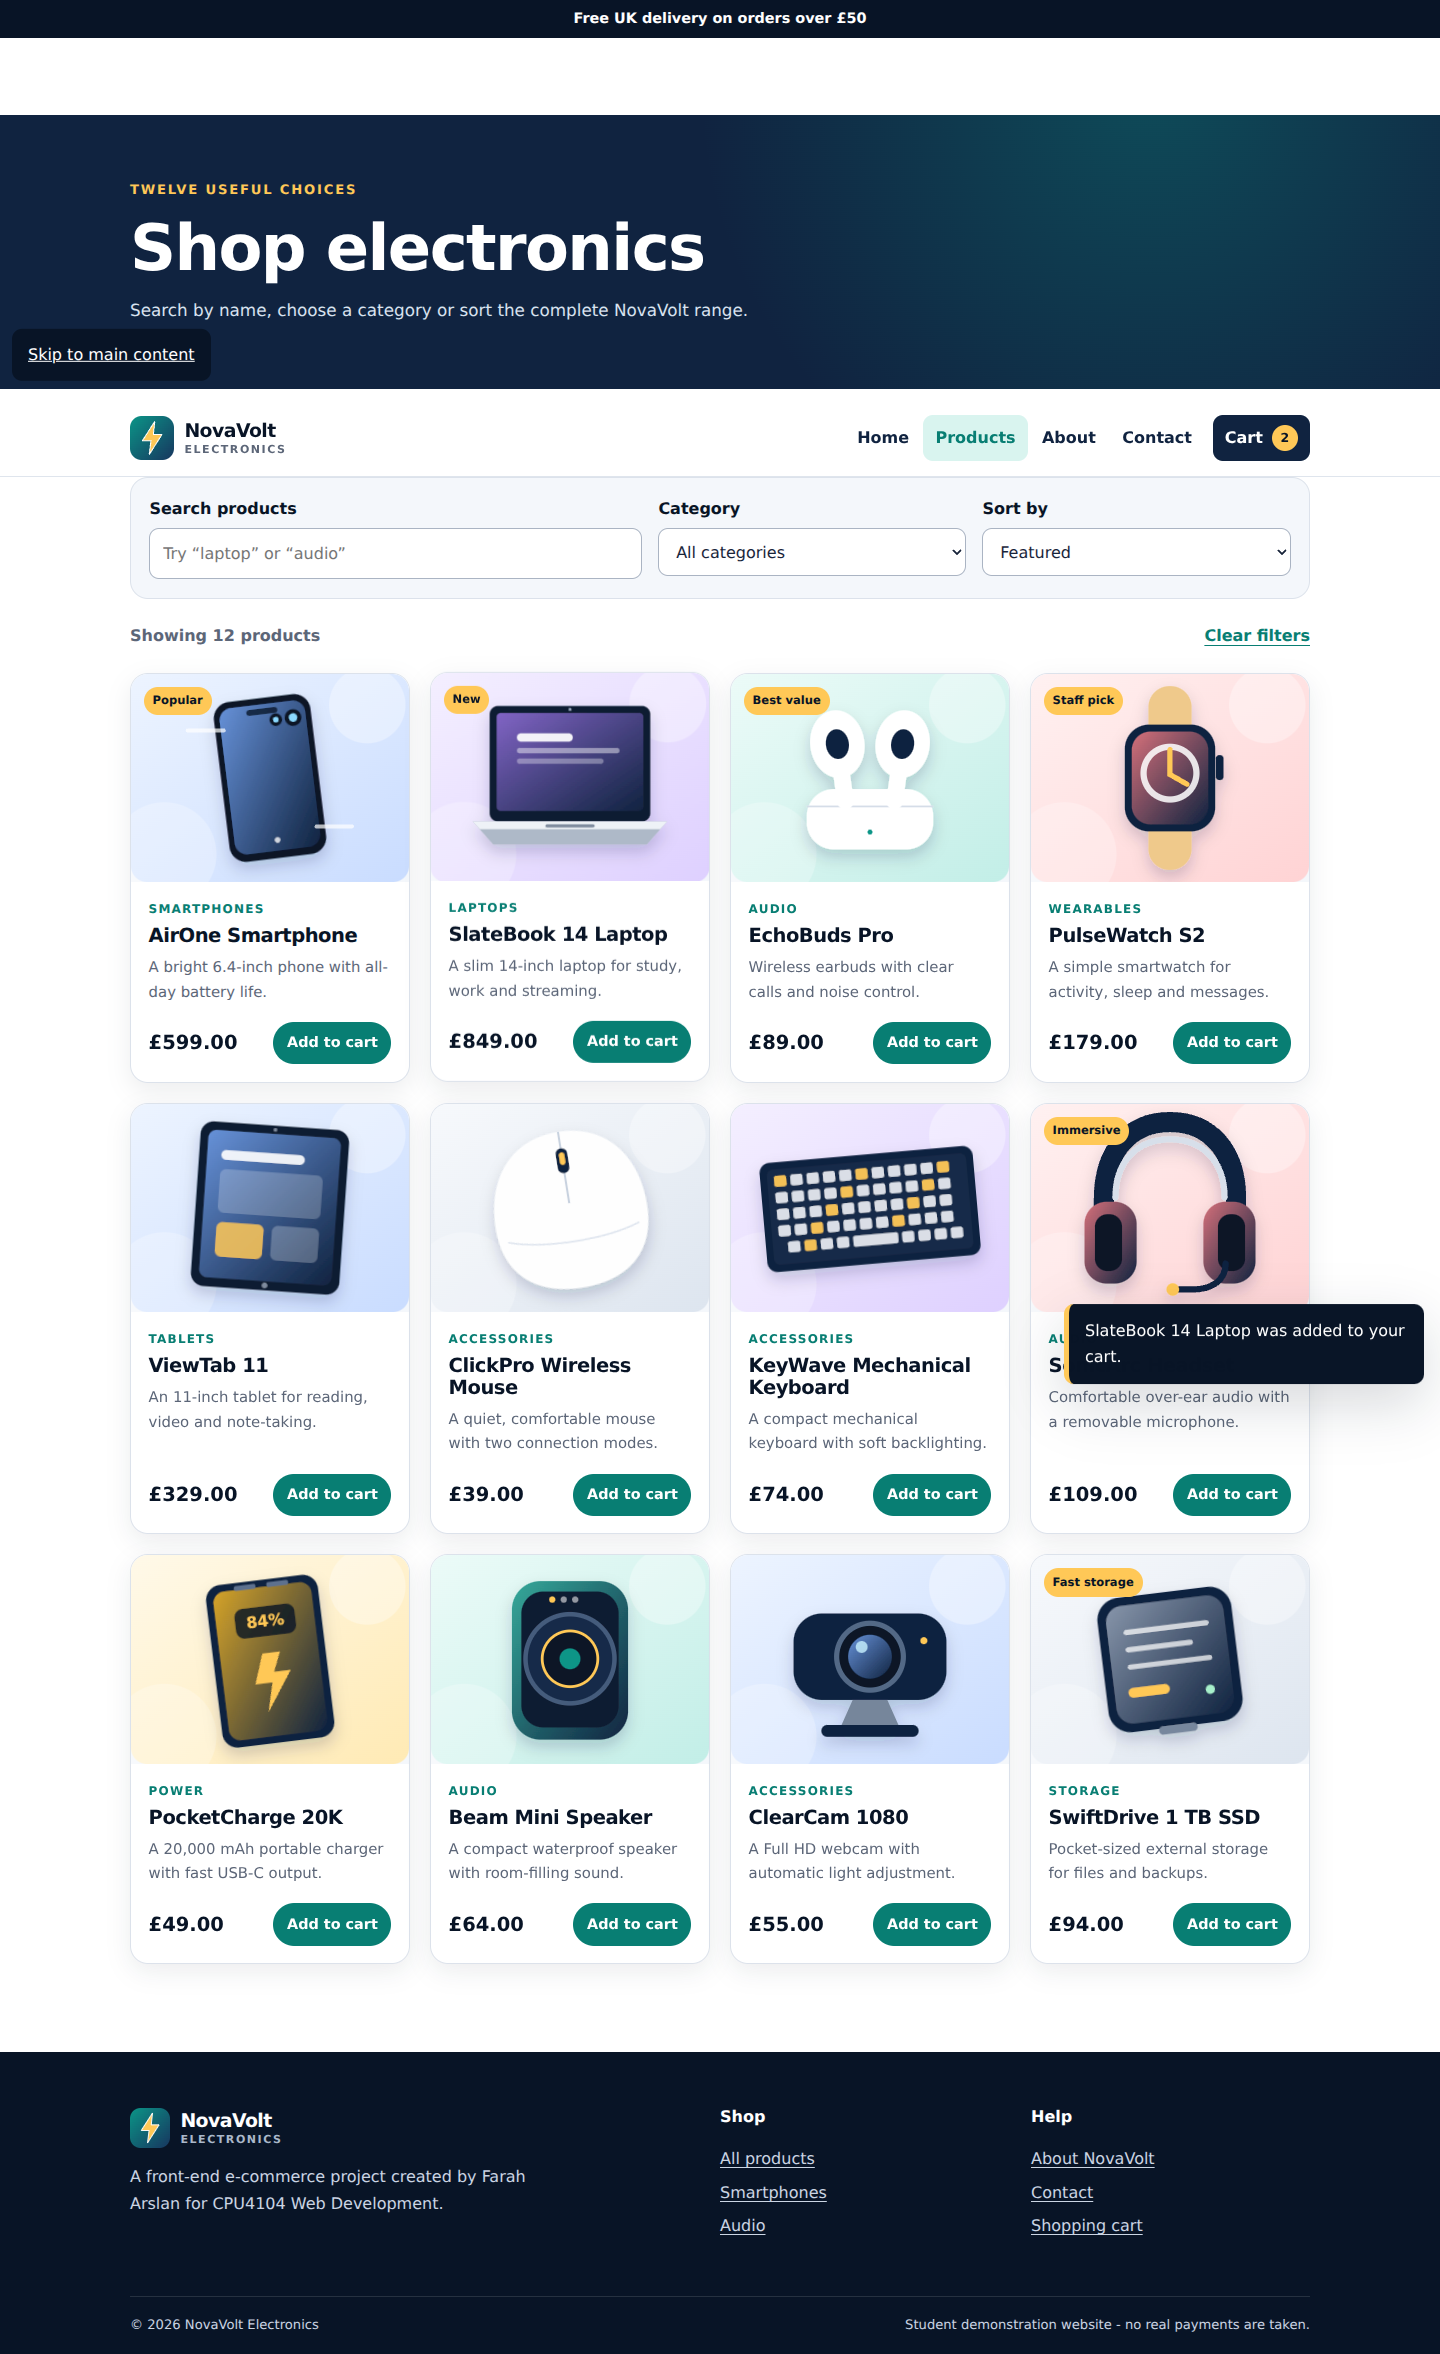 Free UK delivery on orders over £50
TWELVE USEFUL CHOICES
Shop electronics
Search by name, choose a category or sort the complete NovaVolt range.
Skip to main content
NovaVolt
ELECTRONICS
Home
Products
About
Contact
Cart 2
Search products
Category
Sort by
Try “laptop” or “audio”
All categories
Featured
Showing 12 products
Clear filters
Popular
SMARTPHONES
AirOne Smartphone
A bright 6.4-inch phone with all-
day battery life.
£599.00
Add to cart
New
LAPTOPS
SlateBook 14 Laptop
A slim 14-inch laptop for study,
work and streaming.
£849.00
Add to cart
Best value
AUDIO
EchoBuds Pro
Wireless earbuds with clear
calls and noise control.
£89.00
Add to cart
Staff pick
WEARABLES
PulseWatch S2
A simple smartwatch for
activity, sleep and messages.
£179.00
Add to cart
TABLETS
ViewTab 11
An 11-inch tablet for reading,
video and note-taking.
£329.00
Add to cart
ACCESSORIES
ClickPro Wireless
Mouse
A quiet, comfortable mouse
with two connection modes.
£39.00
Add to cart
ACCESSORIES
KeyWave Mechanical
Keyboard
A compact mechanical
keyboard with soft backlighting.
£74.00
Add to cart
Immersive
SlateBook 14 Laptop was added to your
cart.
Comfortable over-ear audio with
a removable microphone.
£109.00
Add to cart
84%
POWER
PocketCharge 20K
A 20,000 mAh portable charger
with fast USB-C output.
£49.00
Add to cart
AUDIO
Beam Mini Speaker
A compact waterproof speaker
with room-filling sound.
£64.00
Add to cart
ACCESSORIES
ClearCam 1080
A Full HD webcam with
automatic light adjustment.
£55.00
Add to cart
Fast storage
STORAGE
SwiftDrive 1 TB SSD
Pocket-sized external storage
for files and backups.
£94.00
Add to cart
NovaVolt
ELECTRONICS
A front-end e-commerce project created by Farah
Arslan for CPU4104 Web Development.
Shop
All products
Smartphones
Audio
Help
About NovaVolt
Contact
Shopping cart
© 2026 NovaVolt Electronics
Student demonstration website - no real payments are taken.